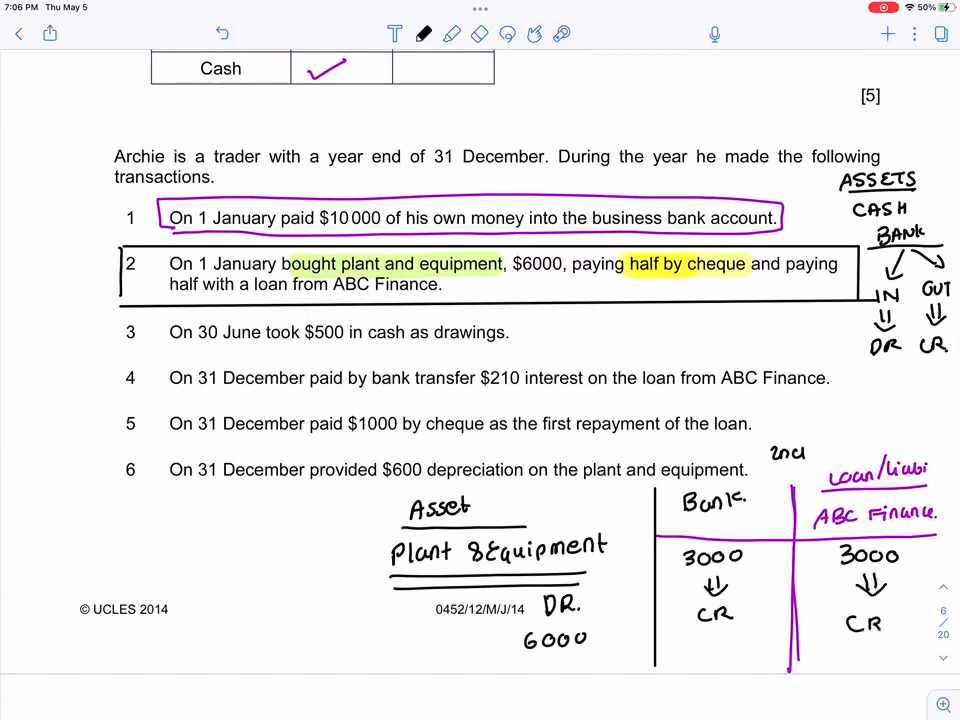 7:06 PM Thu May 5
50%
Cash
[5]
Archie is a trader with a year end of 31 December. During the year he made the following
transactions.
1 On 1 January paid $10 000 of his own money into the business bank account.
2 On 1 January bought plant and equipment, $6000, paying half by cheque and paying
half with a loan from ABC Finance.
3 On 30 June took $500 in cash as drawings.
4 On 31 December paid by bank transfer $210 interest on the loan from ABC Finance.
5 On 31 December paid $1000 by cheque as the first repayment of the loan.
6 On 31 December provided $600 depreciation on the plant and equipment.
ASSETS
CASH
BANK
IN OUT
DR CR
2nd
Asset
Plant & Equipment
DR.
6000
Bank.
3000
CR
Loan/Liabi
ABC Finance.
3000
CR
© UCLES 2014 0452/12/M/J/14
6
/
20